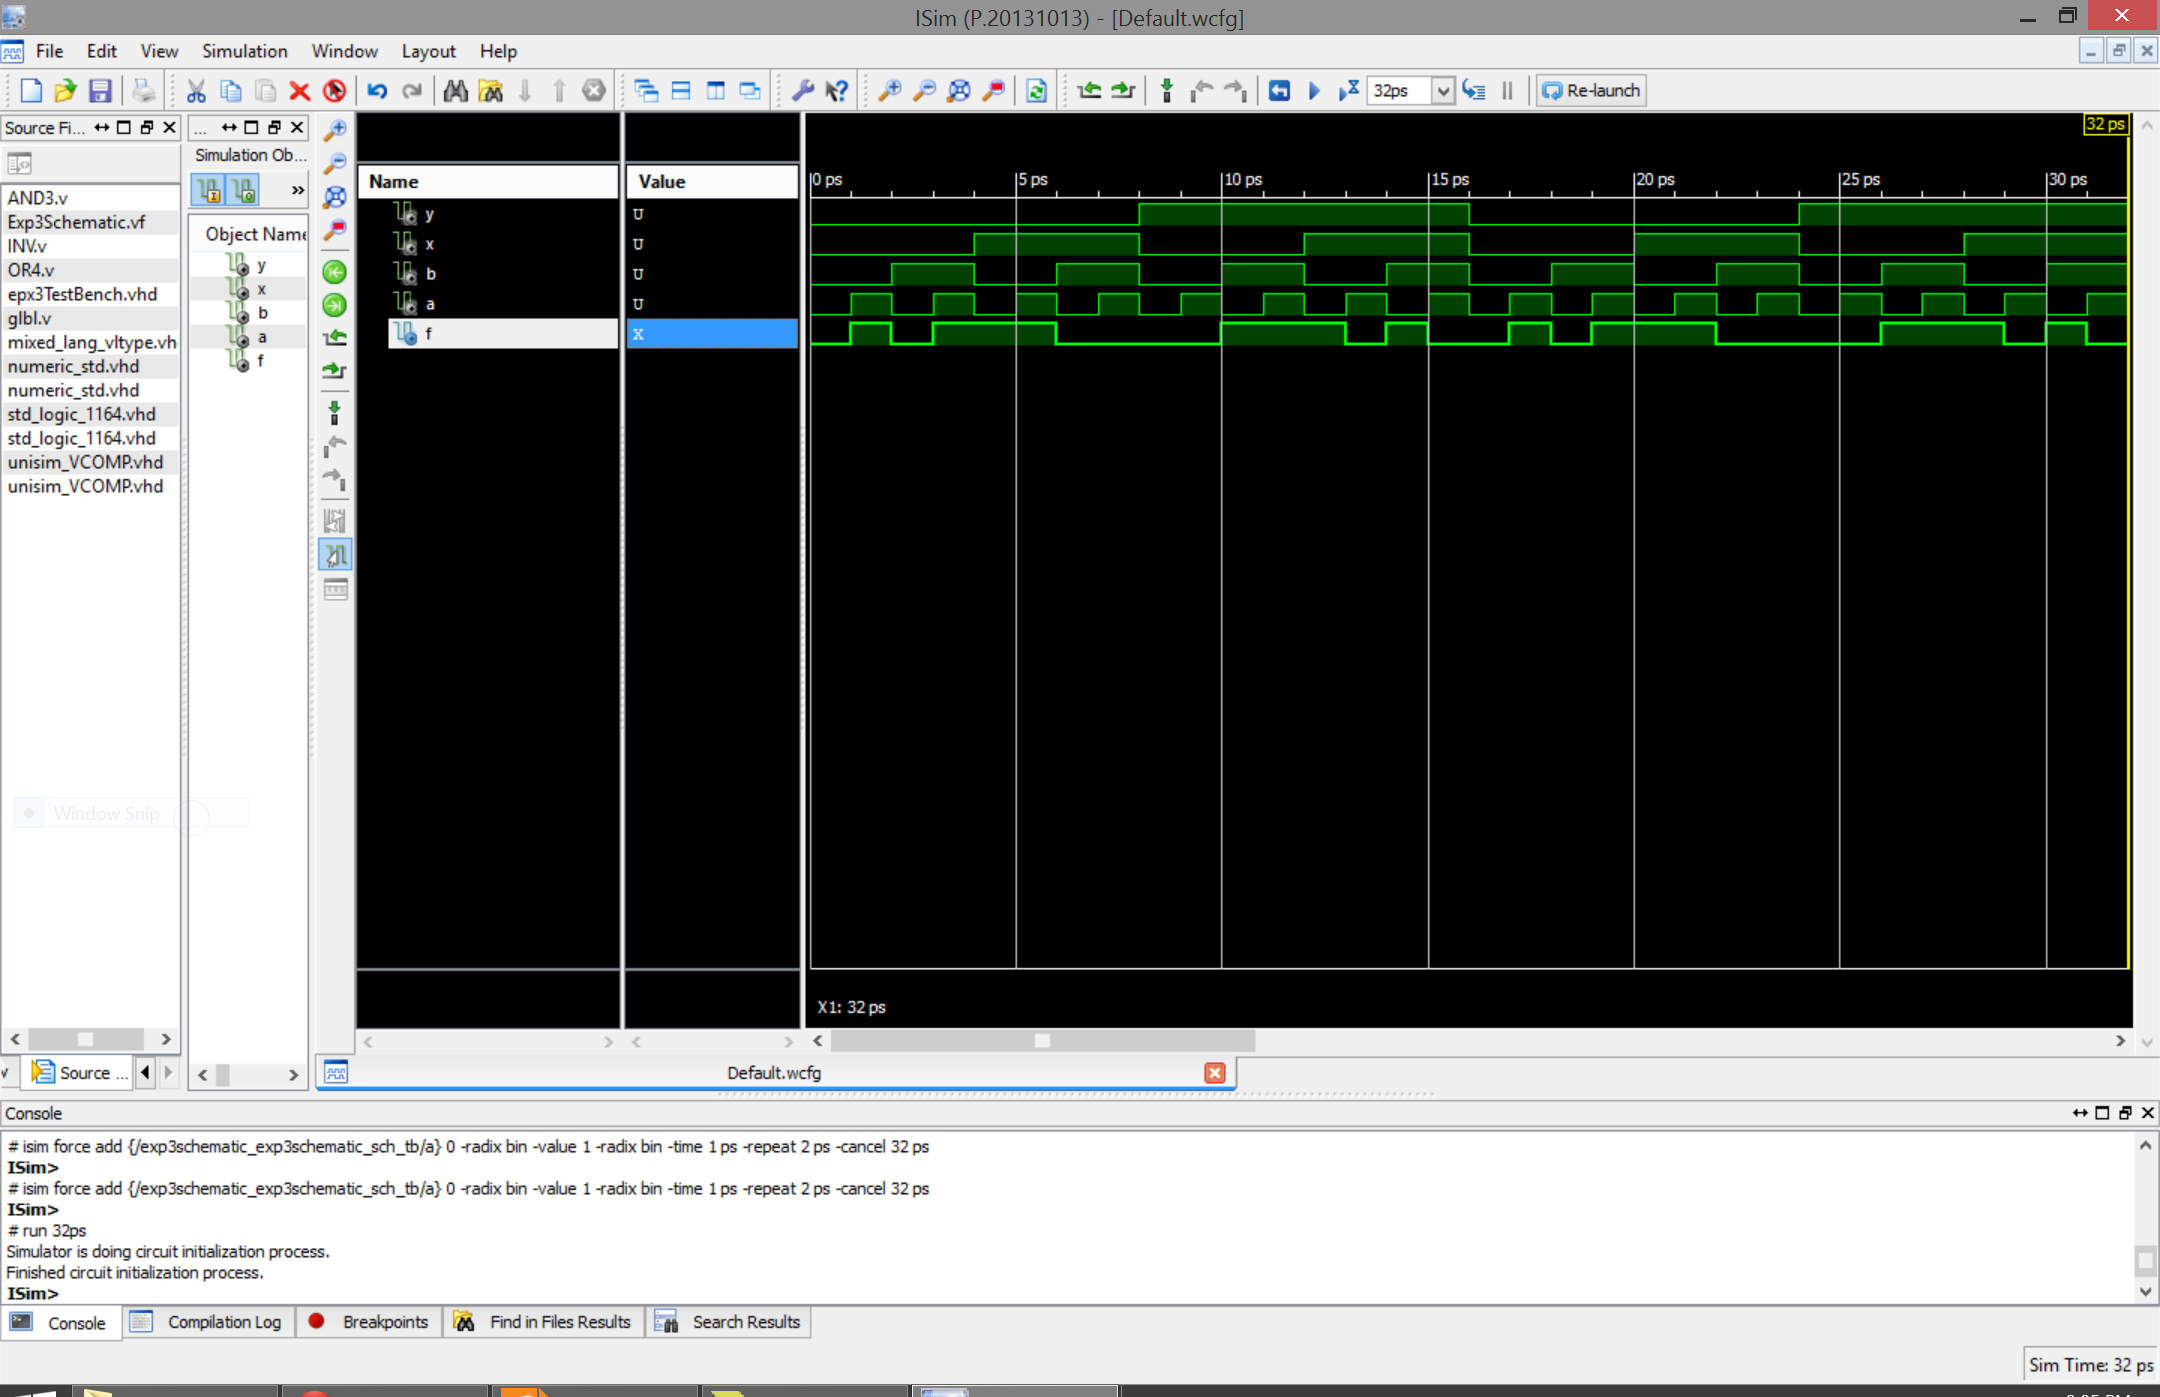 ISim (P.20131013) - [Default.wcfg]
File Edit View Simulation Window Layout Help
32ps
Re-launch
Source Fi...
...
Simulation Ob...
AND3.v
Exp3Schematic.vf
INV.v
OR4.v
epx3TestBench.vhd
glbl.v
mixed_lang_vltype.vh
numeric_std.vhd
numeric_std.vhd
std_logic_1164.vhd
std_logic_1164.vhd
unisim_VCOMP.vhd
unisim_VCOMP.vhd
Object Name
y
x
b
a
f
Name Value
y U
x U
b U
a U
f X
32 ps
0 ps 5 ps 10 ps 15 ps 20 ps 25 ps 30 ps
X1: 32 ps
Window Snip
Source ...
Default.wcfg
Console
# isim force add {/exp3schematic_exp3schematic_sch_tb/a} 0 -radix bin -value 1 -radix bin -time 1 ps -repeat 2 ps -cancel 32 ps
ISim>
# isim force add {/exp3schematic_exp3schematic_sch_tb/a} 0 -radix bin -value 1 -radix bin -time 1 ps -repeat 2 ps -cancel 32 ps
ISim>
# run 32ps
Simulator is doing circuit initialization process.
Finished circuit initialization process.
ISim>
Console Compilation Log Breakpoints Find in Files Results Search Results
Sim Time: 32 ps